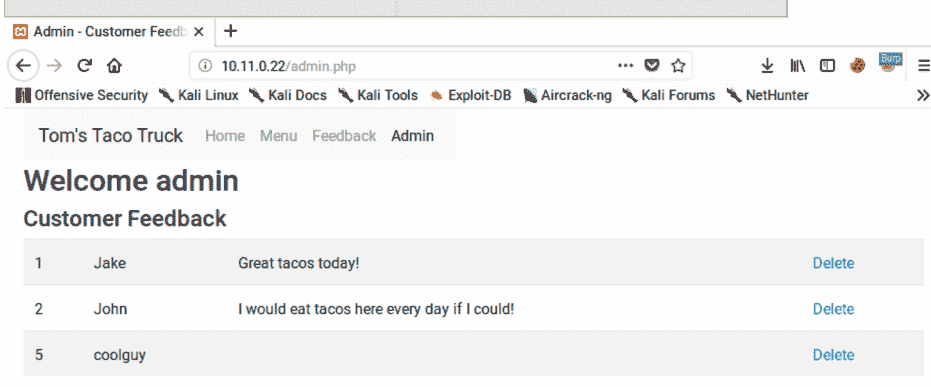 Admin - Customer Feedb
10.11.0.22/admin.php
Burp
Offensive Security Kali Linux Kali Docs Kali Tools Exploit-DB Aircrack-ng Kali Forums NetHunter
Tom's Taco Truck Home Menu Feedback Admin
Welcome admin
Customer Feedback
1 Jake Great tacos today! Delete
2 John I would eat tacos here every day if I could! Delete
5 coolguy Delete